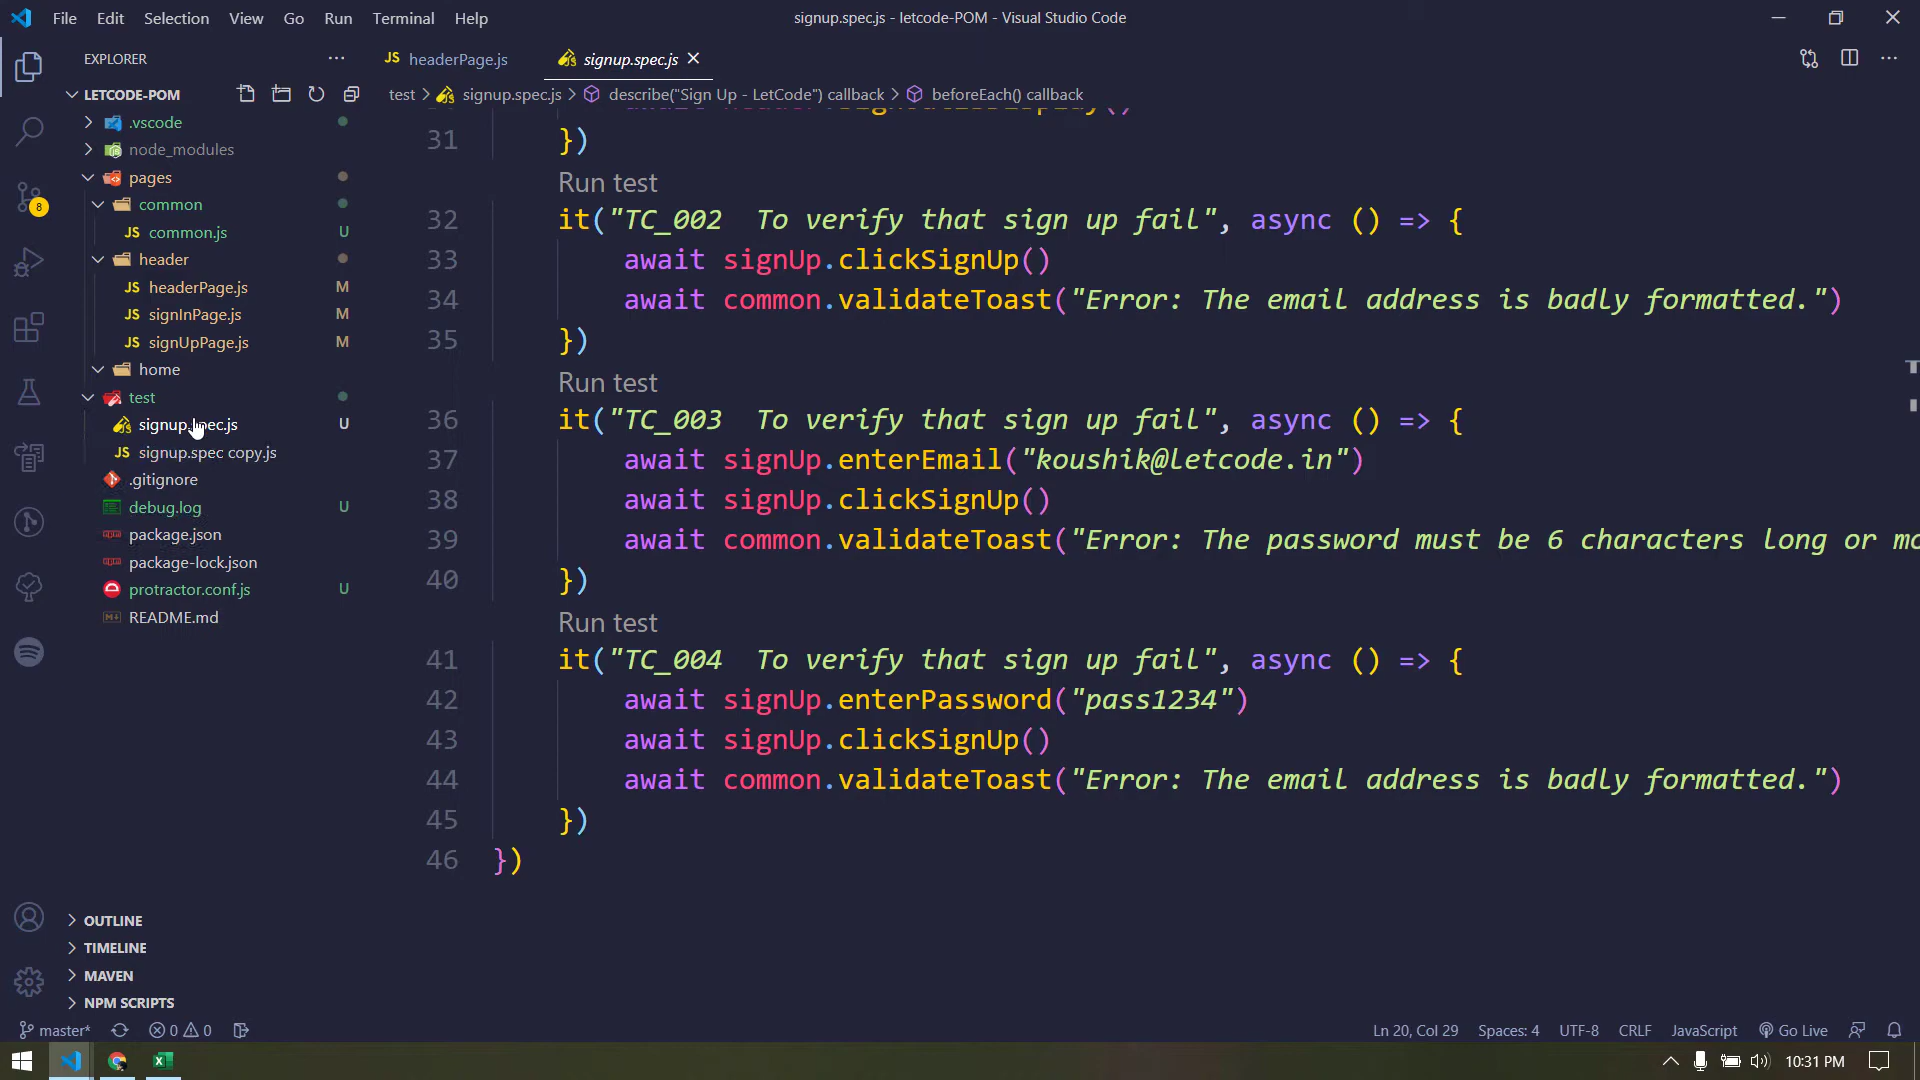 File Edit Selection View Go Run Terminal Help
signup.spec.js - letcode-POM - Visual Studio Code
EXPLORER
JS headerPage.js
signup.spec.js
LETCODE-POM
test > signup.spec.js > describe("Sign Up - LetCode") callback > beforeEach() callback
.vscode
node_modules
pages
common
JS common.js U
header
JS headerPage.js M
JS signInPage.js M
JS signUpPage.js M
home
test
signup.spec.js U
JS signup.spec copy.js
.gitignore
debug.log U
package.json
package-lock.json
protractor.conf.js U
README.md
8
31 })
Run test
32 it("TC_002  To verify that sign up fail", async () => {
33 await signUp.clickSignUp()
34 await common.validateToast("Error: The email address is badly formatted.")
35 })
Run test
36 it("TC_003  To verify that sign up fail", async () => {
37 await signUp.enterEmail("koushik@letcode.in")
38 await signUp.clickSignUp()
39 await common.validateToast("Error: The password must be 6 characters long or mo
40 })
Run test
41 it("TC_004  To verify that sign up fail", async () => {
42 await signUp.enterPassword("pass1234")
43 await signUp.clickSignUp()
44 await common.validateToast("Error: The email address is badly formatted.")
45 })
46 })
OUTLINE
TIMELINE
MAVEN
NPM SCRIPTS
master* 0 0
Ln 20, Col 29 Spaces: 4 UTF-8 CRLF JavaScript Go Live
10:31 PM